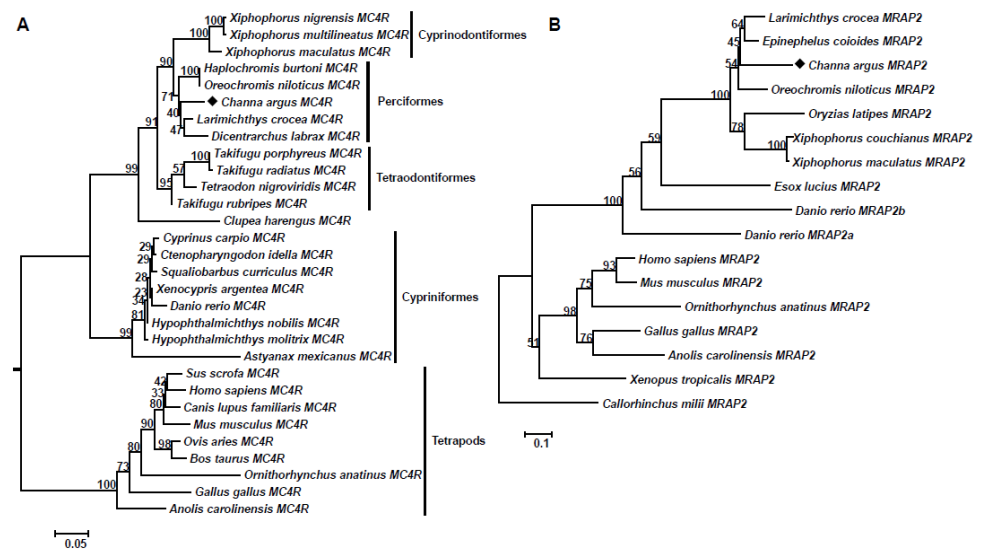 A
Xiphophorus nigrensis MC4R
Xiphophorus multilineatus MC4R
Xiphophorus maculatus MC4R
Haplochromis burtoni MC4R
Oreochromis niloticus MC4R
Channa argus MC4R
Larimichthys crocea MC4R
Dicentrarchus labrax MC4R
Takifugu porphyreus MC4R
Takifugu radiatus MC4R
Tetraodon nigroviridis MC4R
Takifugu rubripes MC4R
Clupea harengus MC4R
Cyprinus carpio MC4R
Ctenopharyngodon idella MC4R
Squaliobarbus curriculus MC4R
Xenocypris argentea MC4R
Danio rerio MC4R
Hypophthalmichthys nobilis MC4R
Hypophthalmichthys molitrix MC4R
Astyanax mexicanus MC4R
Sus scrofa MC4R
Homo sapiens MC4R
Canis lupus familiaris MC4R
Mus musculus MC4R
Ovis aries MC4R
Bos taurus MC4R
Ornithorhynchus anatinus MC4R
Gallus gallus MC4R
Anolis carolinensis MC4R
Cyprinodontiformes
Perciformes
Tetraodontiformes
Cypriniformes
Tetrapods
100
100
90
100
71
40
47
91
100
57
95
99
29
29
28
23
34
81
99
42
33
80
90
98
80
73
100
0.05
B
Larimichthys crocea MRAP2
Epinephelus coioides MRAP2
Channa argus MRAP2
Oreochromis niloticus MRAP2
Oryzias latipes MRAP2
Xiphophorus couchianus MRAP2
Xiphophorus maculatus MRAP2
Esox lucius MRAP2
Danio rerio MRAP2b
Danio rerio MRAP2a
Homo sapiens MRAP2
Mus musculus MRAP2
Ornithorhynchus anatinus MRAP2
Gallus gallus MRAP2
Anolis carolinensis MRAP2
Xenopus tropicalis MRAP2
Callorhinchus milii MRAP2
64
45
54
100
78
100
59
56
100
93
75
98
76
51
0.1